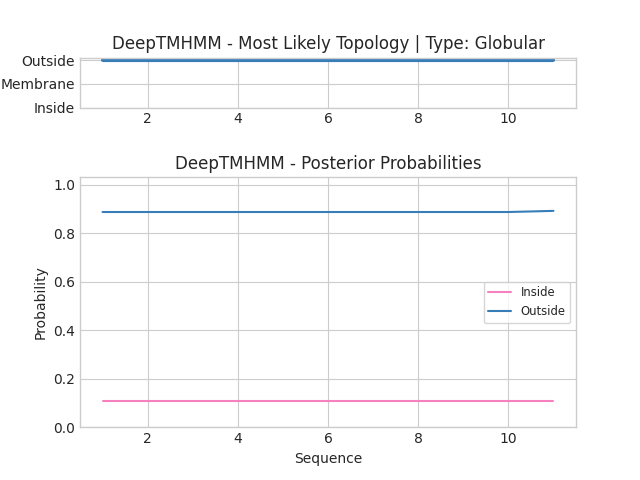 DeepTMHMM - Most Likely Topology | Type: Globular
Outside
Membrane
Inside
2 4 6 8 10
DeepTMHMM - Posterior Probabilities
1.0
0.8
0.6
0.4
0.2
0.0
Probability
Inside
Outside
2 4 6 8 10
Sequence